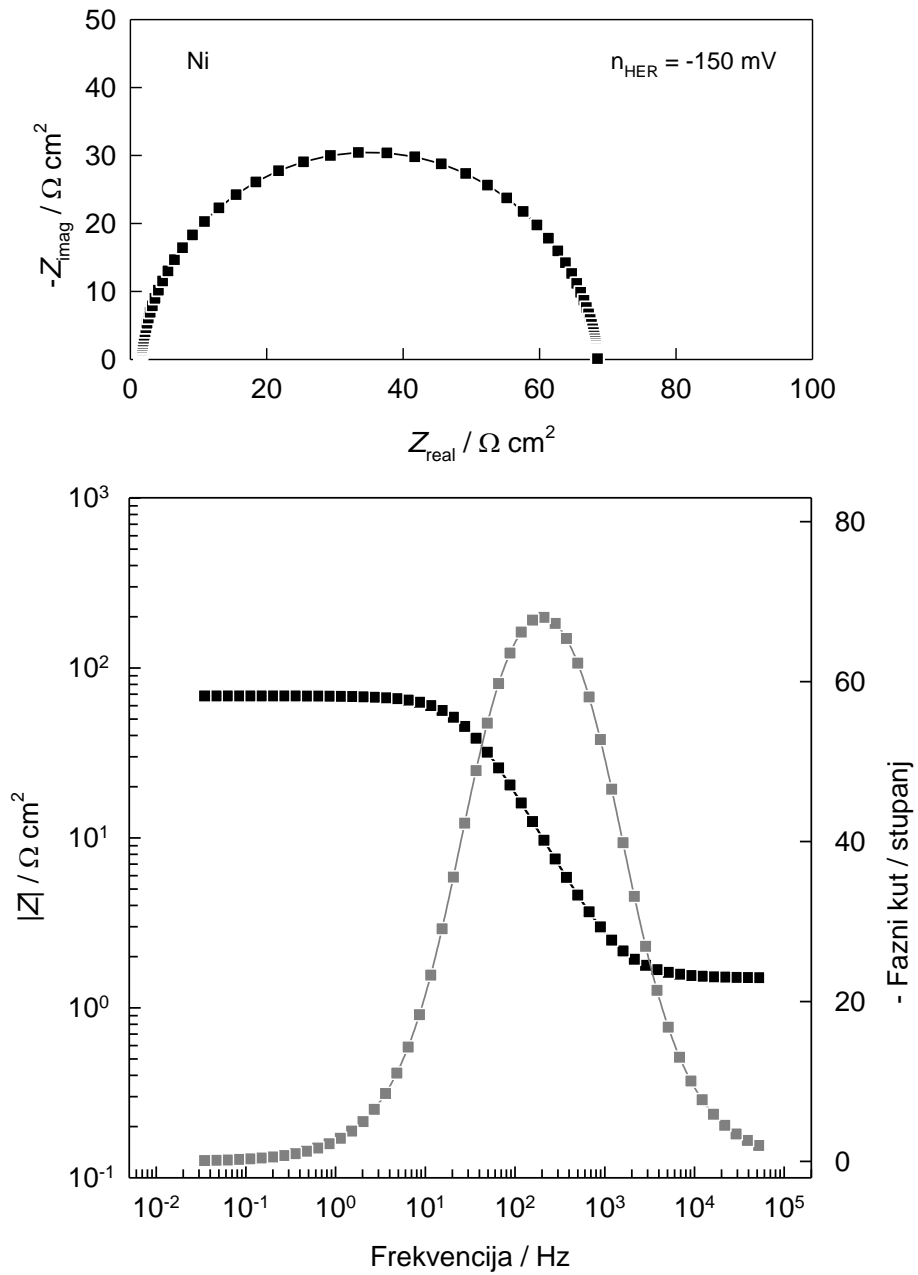 50
Ni
n_HER = -150 mV
40
30
20
10
0
0 20 40 60 80 100
-Z_imag / Ω cm²
Z_real / Ω cm²
10³
80
10²
60
10¹
40
10⁰
20
10⁻¹
0
10⁻² 10⁻¹ 10⁰ 10¹ 10² 10³ 10⁴ 10⁵
|Z| / Ω cm²
- Fazni kut / stupanj
Frekvencija / Hz